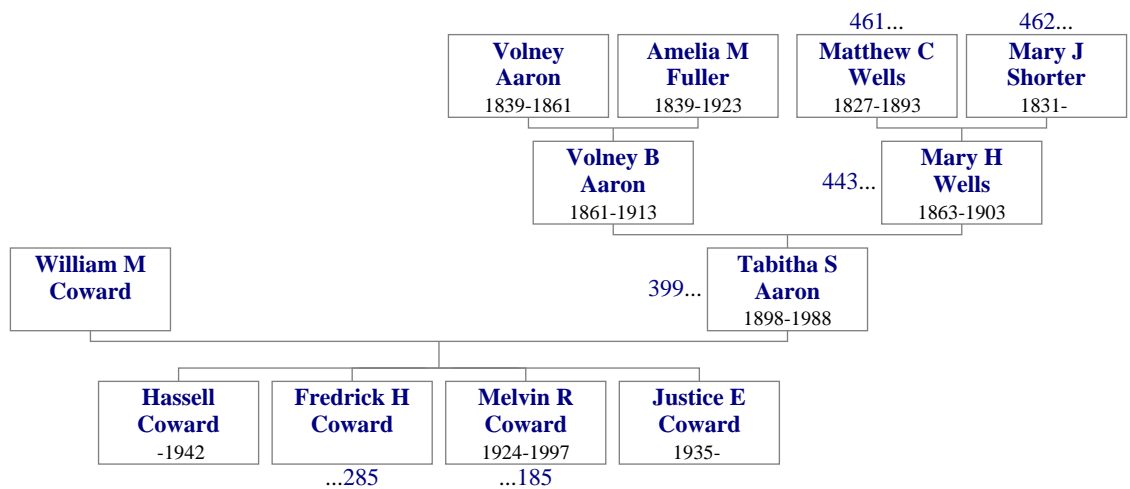 461...
462...
Volney
Aaron
1839-1861
Amelia M
Fuller
1839-1923
Matthew C
Wells
1827-1893
Mary J
Shorter
1831-
Volney B
Aaron
1861-1913
443...
Mary H
Wells
1863-1903
William M
Coward
399...
Tabitha S
Aaron
1898-1988
Hassell
Coward
-1942
Fredrick H
Coward
Melvin R
Coward
1924-1997
Justice E
Coward
1935-
...285
...185